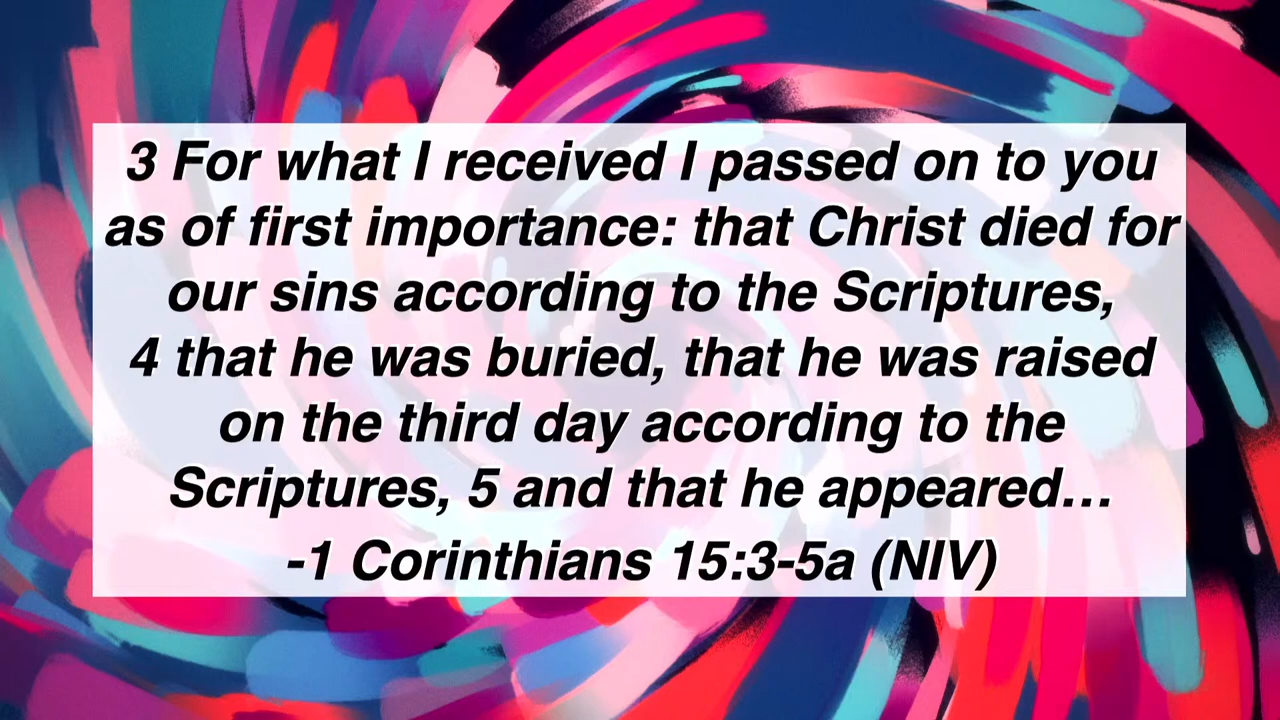 3 For what I received I passed on to you
as of first importance: that Christ died for
our sins according to the Scriptures,
4 that he was buried, that he was raised
on the third day according to the
Scriptures, 5 and that he appeared…
-1 Corinthians 15:3-5a (NIV)